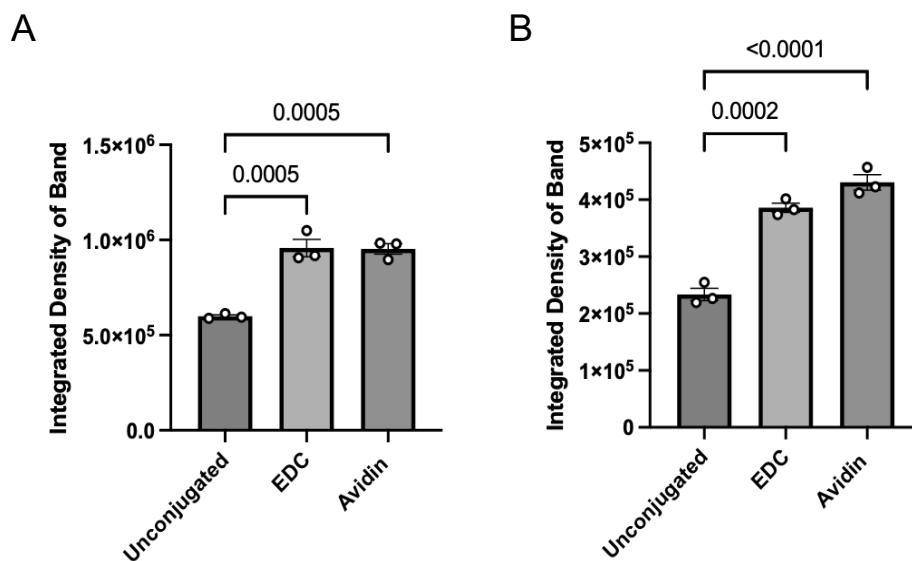 A
0.0005
0.0005
Integrated Density of Band
1.5×10⁶
1.0×10⁶
5.0×10⁵
0.0
Unconjugated
EDC
Avidin
B
<0.0001
0.0002
Integrated Density of Band
5×10⁵
4×10⁵
3×10⁵
2×10⁵
1×10⁵
0
Unconjugated
EDC
Avidin